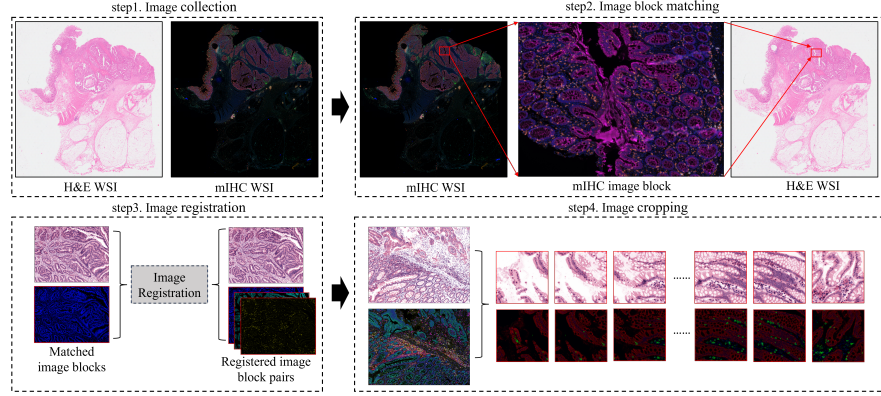 step1. Image collection
step2. Image block matching
H&E WSI
mIHC WSI
mIHC WSI
mIHC image block
H&E WSI
step3. Image registration
step4. Image cropping
Image
Registration
Matched
image blocks
Registered image
block pairs
......
......